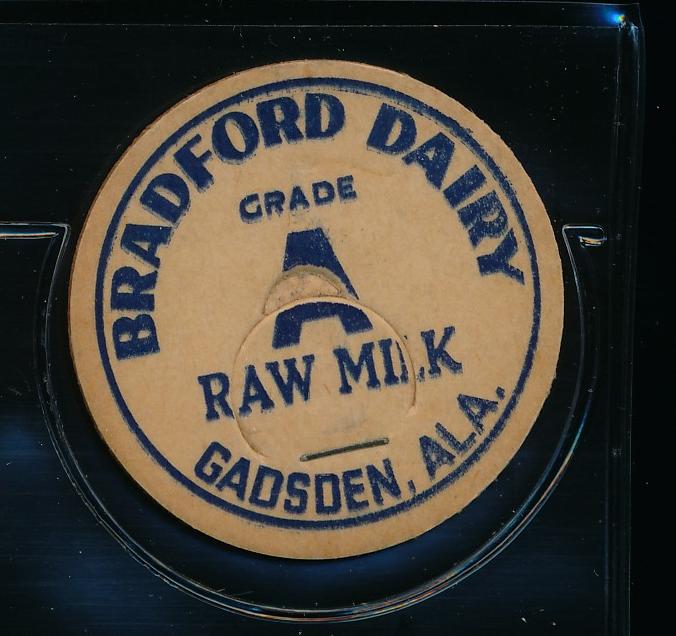 BRADFORD DAIRY
GRADE
A
RAW MILK
GADSDEN, ALA.